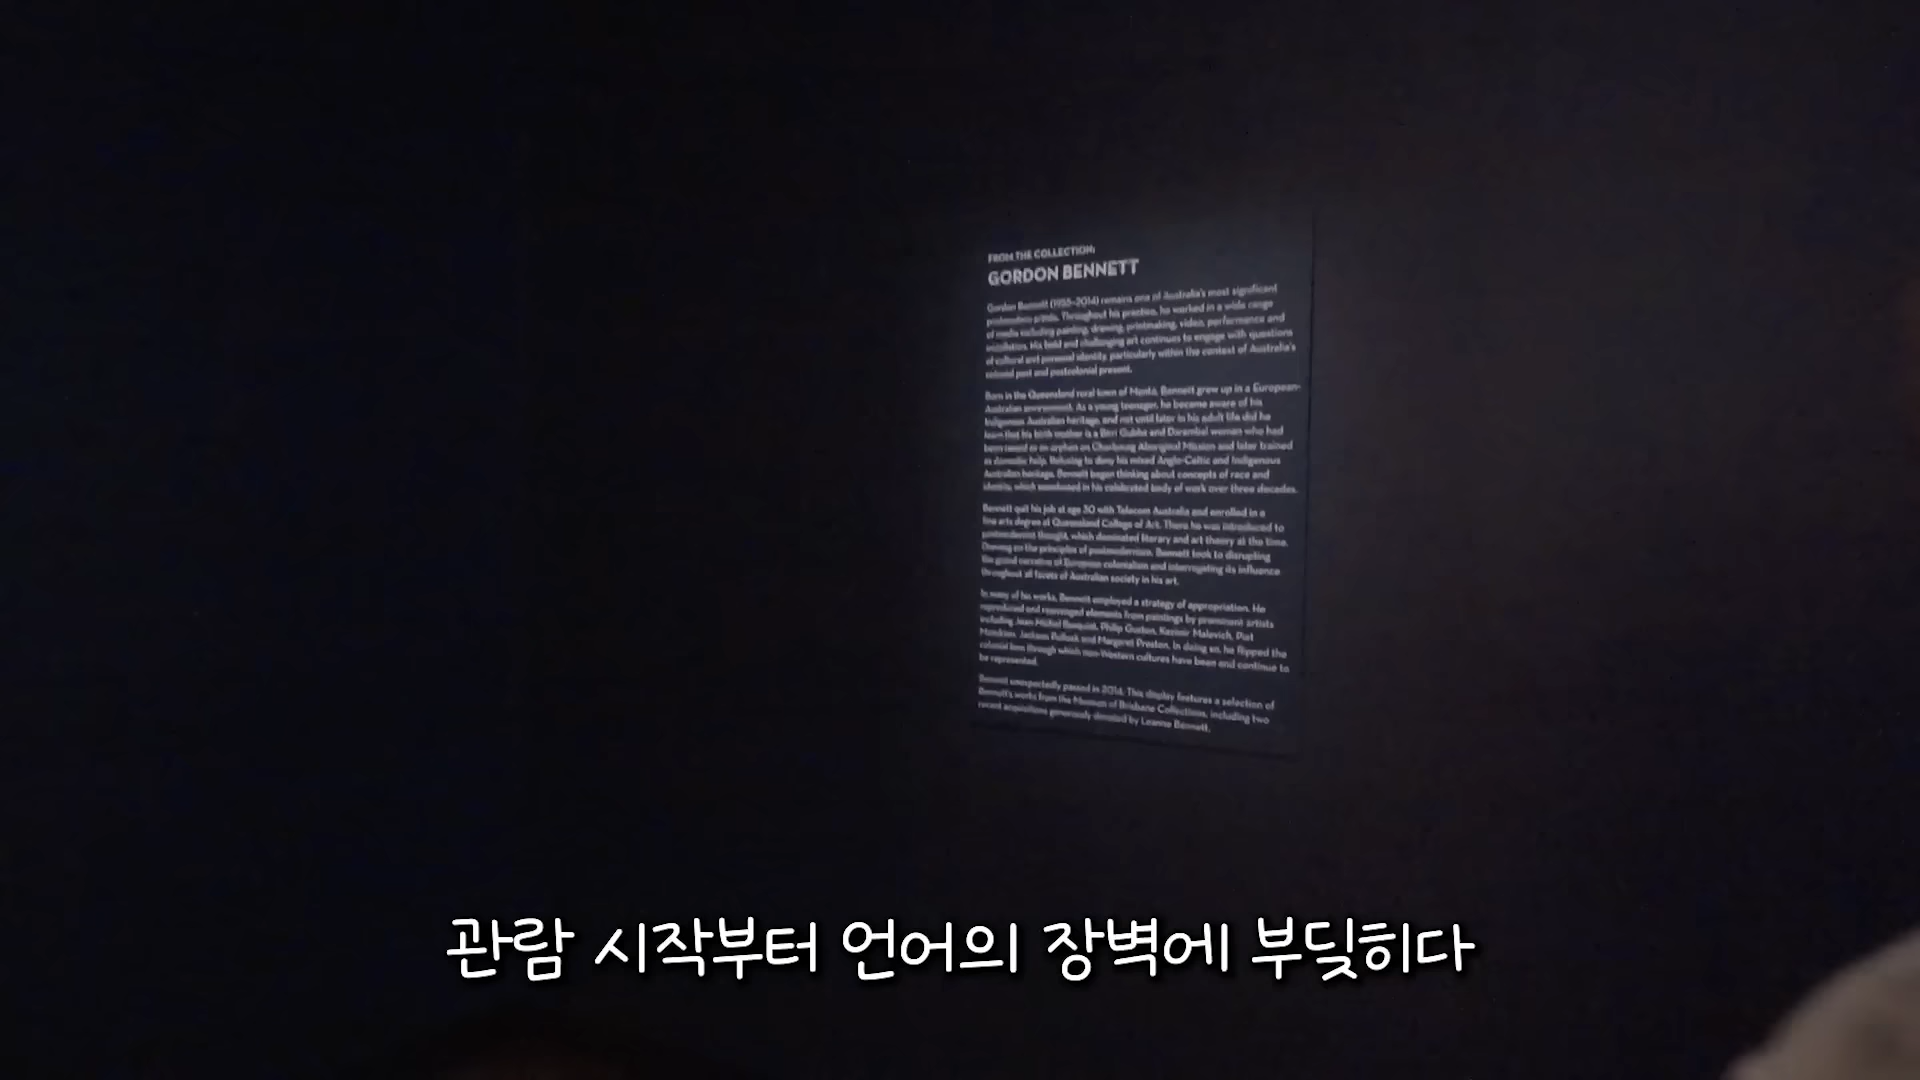 FROM THE COLLECTION:
GORDON BENNETT
Gordon Bennett (1955–2014) remains one of Australia's most significant
postmodern artists. Throughout his practice, he worked in a wide range
of media including painting, drawing, printmaking, video, performance and
installation. His bold and challenging art continues to engage with questions
of cultural and personal identity, particularly within the context of Australia's
colonial past and postcolonial present.
Born in the Queensland rural town of Monto, Bennett grew up in a European-
Australian environment. As a young teenager, he became aware of his
Indigenous Australian heritage, and not until later in his adult life did he
learn that his birth mother is a Birri Gubba and Darambal woman who had
been raised as an orphan on Cherbourg Aboriginal Mission and later trained
as domestic help. Refusing to deny his mixed Anglo-Celtic and Indigenous
Australian heritage, Bennett began thinking about concepts of race and
identity, which manifested in his celebrated body of work over three decades.
Bennett quit his job at age 30 with Telecom Australia and enrolled in a
fine arts degree at Queensland College of Art. There he was introduced to
postmodernist thought, which dominated literary and art theory at the time.
Drawing on the principles of postmodernism, Bennett took to disrupting
the grand narrative of European colonialism and interrogating its influence
throughout all facets of Australian society in his art.
In many of his works, Bennett employed a strategy of appropriation. He
reproduced and rearranged elements from paintings by prominent artists
including Jean-Michel Basquiat, Philip Guston, Kazimir Malevich, Piet
Mondrian, Jackson Pollock and Margaret Preston. In doing so, he flipped the
colonial lens through which non-Western cultures have been and continue to
be represented.
Bennett unexpectedly passed in 2014. This display features a selection of
Bennett's works from the Museum of Brisbane Collections, including two
recent acquisitions generously donated by Leanne Bennett.
관람 시작부터 언어의 장벽에 부딪히다